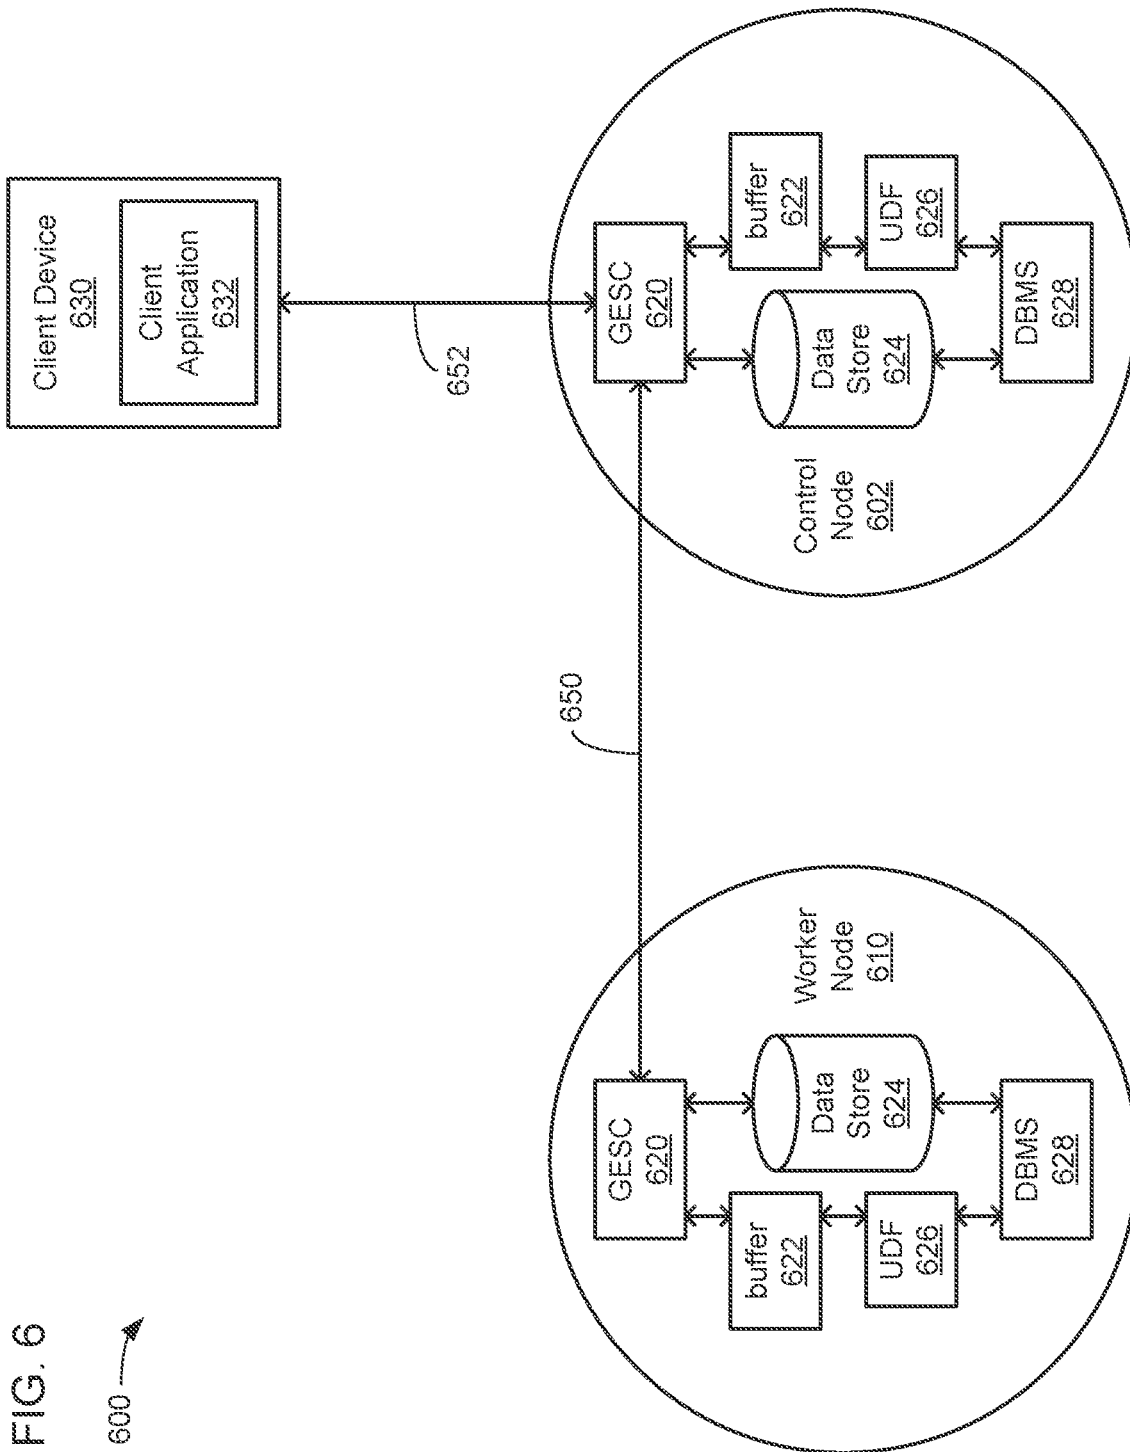 FIG. 6
600
Client Device
630
Client
Application
632
652
650
GESC
620
buffer
622
UDF
626
Data
Store
624
DBMS
628
Worker
Node
610
GESC
620
Data
Store
624
buffer
622
UDF
626
DBMS
628
Control
Node
602